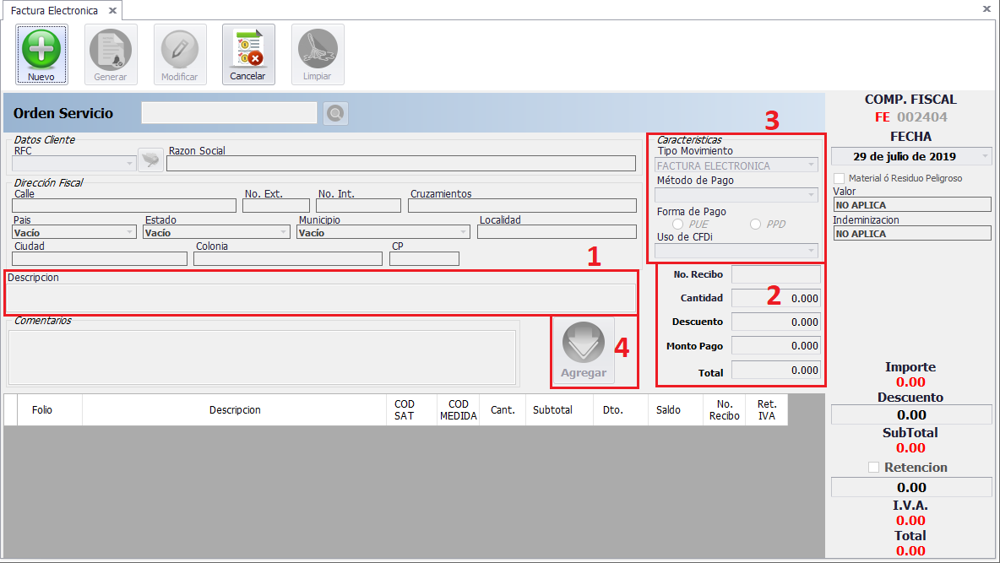 Factura Electronica
Nuevo
Generar
Modificar
Cancelar
Limpiar
Orden Servicio
COMP. FISCAL
FE 002404
FECHA
29 de julio de 2019
Material ó Residuo Peligroso
Valor
NO APLICA
Indeminizacion
NO APLICA
Datos Cliente
RFC
Razon Social
Dirección Fiscal
Calle
No. Ext.
No. Int.
Cruzamientos
Pais
Estado
Municipio
Localidad
Vacío
Vacío
Vacío
Ciudad
Colonia
CP
1
Descripcion
Comentarios
4
Agregar
3
Caracteristicas
Tipo Movimiento
FACTURA ELECTRONICA
Método de Pago
Forma de Pago
PUE
PPD
Uso de CFDi
No. Recibo
2
Cantidad 0.000
Descuento 0.000
Monto Pago 0.000
Total 0.000
Folio
Descripcion
COD
SAT
COD
MEDIDA
Cant.
Subtotal
Dto.
Saldo
No.
Recibo
Ret.
IVA
Importe
0.00
Descuento
0.00
SubTotal
0.00
Retencion
0.00
I.V.A.
0.00
Total
0.00